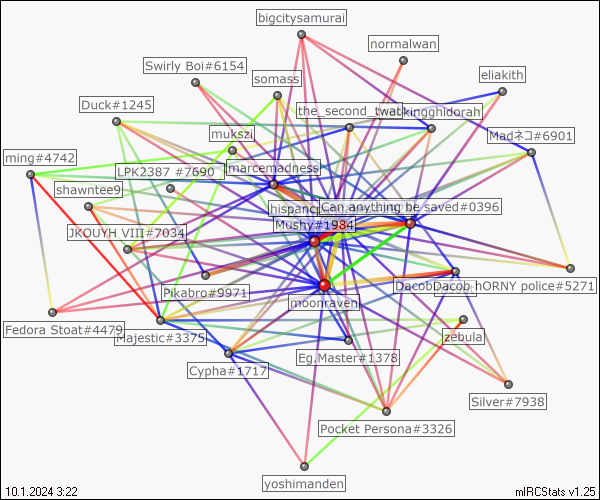 bigcitysamurai
normalwan
Swirly Boi#6154
somass
eliakith
Duck#1245
the_second_twat
kingghidorah
mukszi
Madネコ#6901
ming#4742
LPK2387 #7690
marcemadness
shawntee9
hispanc
Can anything be saved#0396
Mushy#1984
JKOUYH VIII#7034
Pikabro#9971
DacobDacob hORNY police#5271
moonraven
Fedora Stoat#4479
Majestic#3375
zebula
Eg.Master#1378
Cypha#1717
Silver#7938
Pocket Persona#3326
yoshimanden
10.1.2024 3:22
mIRCStats v1.25